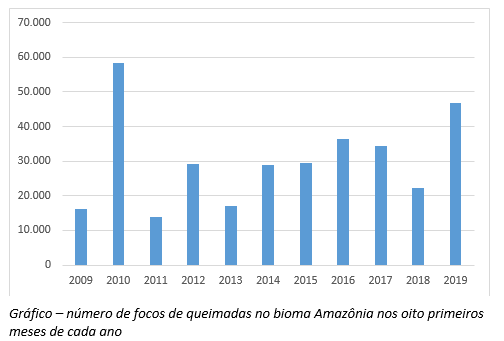 70.000
60.000
50.000
40.000
30.000
20.000
10.000
0
2009 2010 2011 2012 2013 2014 2015 2016 2017 2018 2019
Gráfico – número de focos de queimadas no bioma Amazônia nos oito primeiros
meses de cada ano